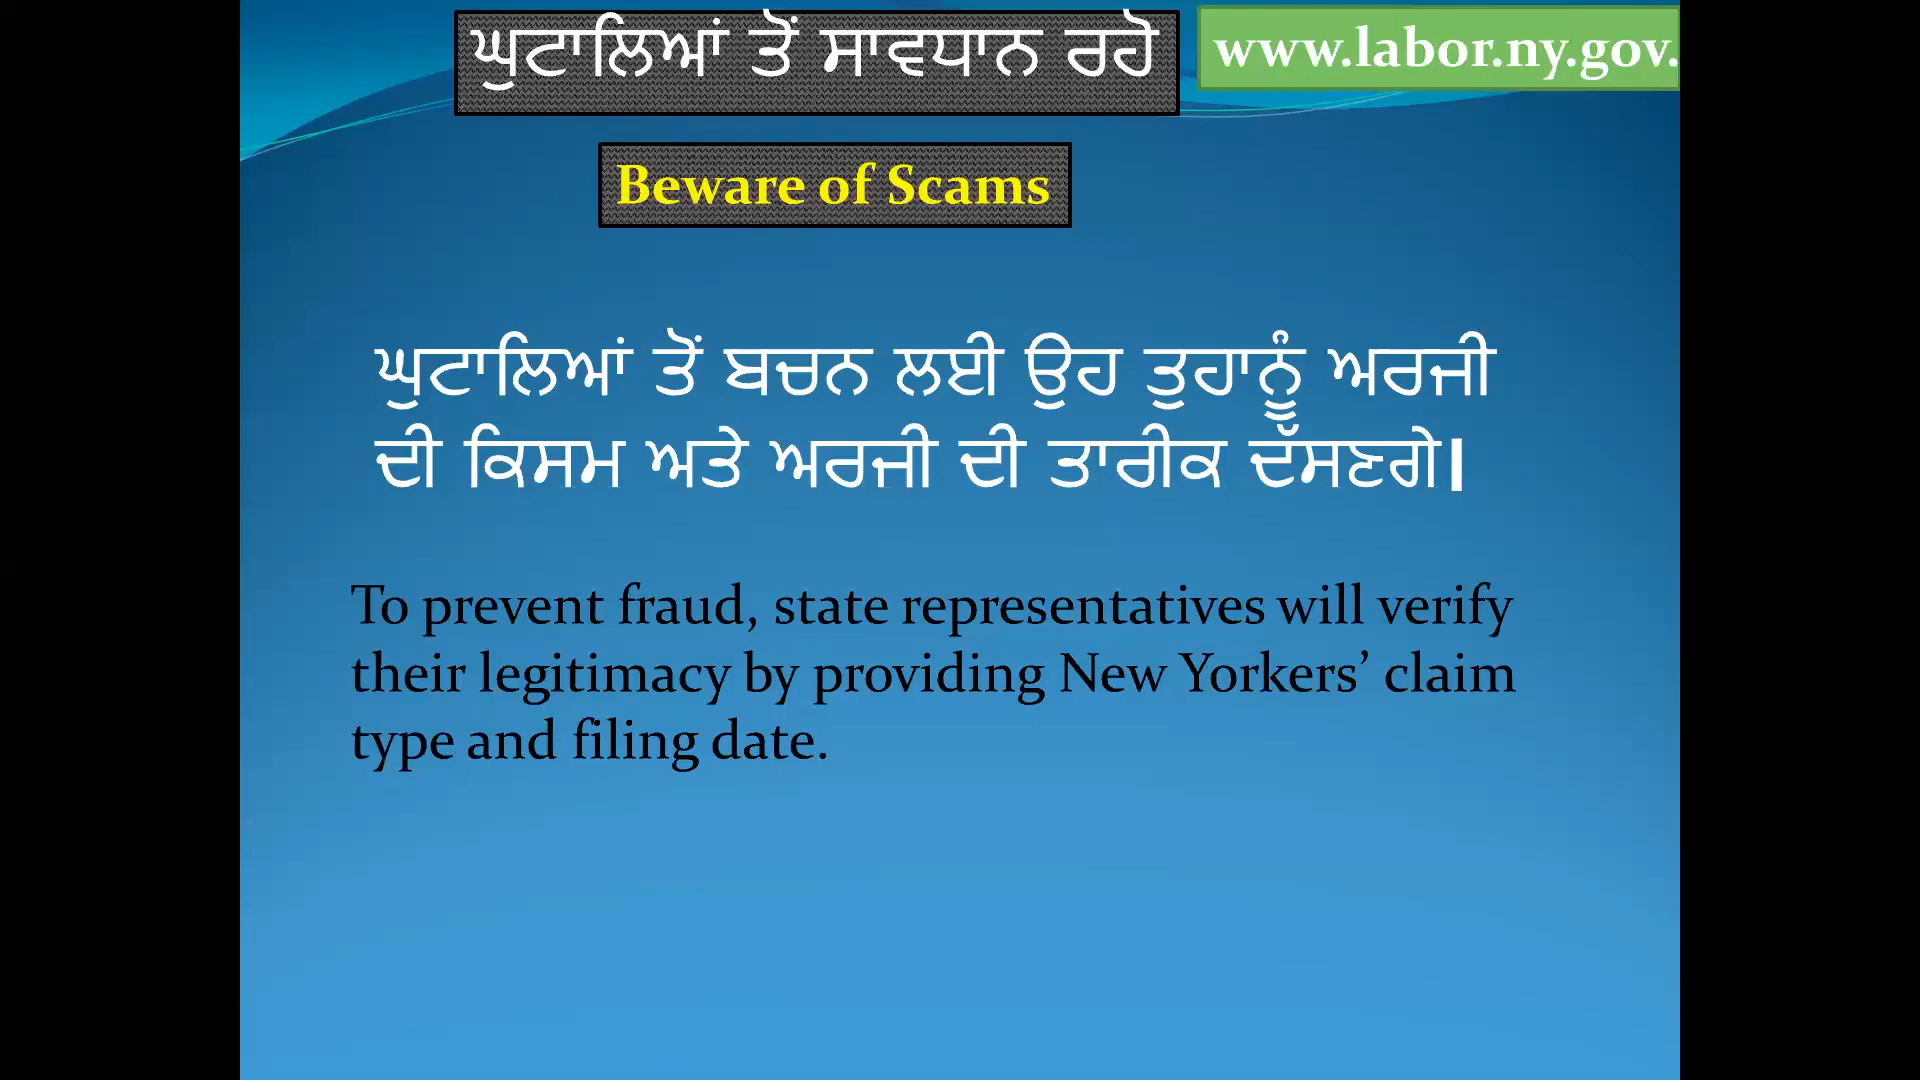 ਘੁਟਾਲਿਆਂ ਤੋਂ ਸਾਵਧਾਨ ਰਹੋ
www.labor.ny.gov.
Beware of Scams
ਘੁਟਾਲਿਆਂ ਤੋਂ ਬਚਨ ਲਈ ਉਹ ਤੁਹਾਨੂੰ ਅਰਜੀ
ਦੀ ਕਿਸਮ ਅਤੇ ਅਰਜੀ ਦੀ ਤਾਰੀਕ ਦੱਸਣਗੇ।
To prevent fraud, state representatives will verify
their legitimacy by providing New Yorkers’ claim
type and filing date.